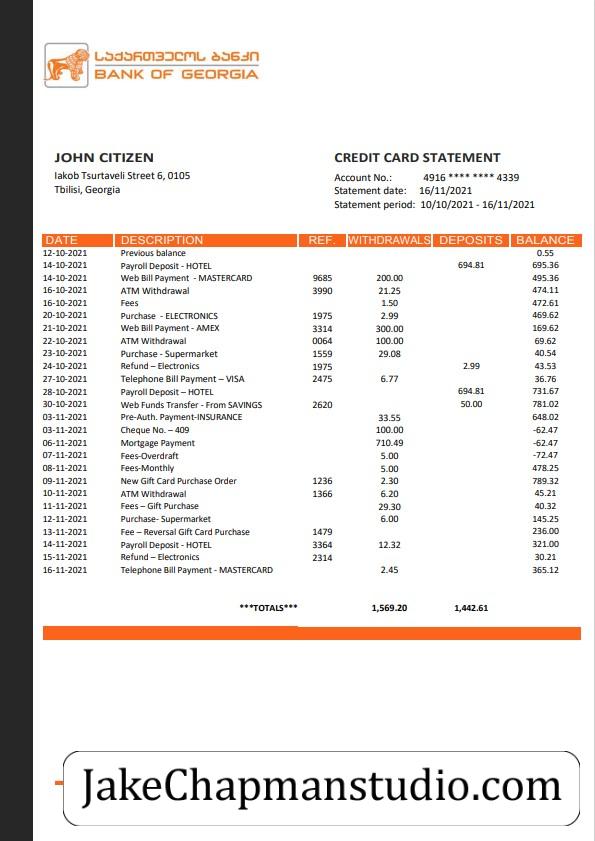 საქართველოს ბანკი
BANK OF GEORGIA
JOHN CITIZEN
Iakob Tsurtaveli Street 6, 0105
Tbilisi, Georgia
CREDIT CARD STATEMENT
Account No.: 4916 **** **** 4339
Statement date: 16/11/2021
Statement period: 10/10/2021 - 16/11/2021
DATE DESCRIPTION REF. WITHDRAWALS DEPOSITS BALANCE
12-10-2021 Previous balance 0.55
14-10-2021 Payroll Deposit - HOTEL 694.81 695.36
14-10-2021 Web Bill Payment - MASTERCARD 9685 200.00 495.36
16-10-2021 ATM Withdrawal 3990 21.25 474.11
16-10-2021 Fees 1.50 472.61
20-10-2021 Purchase - ELECTRONICS 1975 2.99 469.62
21-10-2021 Web Bill Payment - AMEX 3314 300.00 169.62
22-10-2021 ATM Withdrawal 0064 100.00 69.62
23-10-2021 Purchase - Supermarket 1559 29.08 40.54
24-10-2021 Refund – Electronics 1975 2.99 43.53
27-10-2021 Telephone Bill Payment – VISA 2475 6.77 36.76
28-10-2021 Payroll Deposit – HOTEL 694.81 731.67
30-10-2021 Web Funds Transfer - From SAVINGS 2620 50.00 781.02
03-11-2021 Pre-Auth. Payment-INSURANCE 33.55 648.02
03-11-2021 Cheque No. – 409 100.00 -62.47
06-11-2021 Mortgage Payment 710.49 -62.47
07-11-2021 Fees-Overdraft 5.00 -72.47
08-11-2021 Fees-Monthly 5.00 478.25
09-11-2021 New Gift Card Purchase Order 1236 2.30 789.32
10-11-2021 ATM Withdrawal 1366 6.20 45.21
11-11-2021 Fees – Gift Purchase 29.30 40.32
12-11-2021 Purchase- Supermarket 6.00 145.25
13-11-2021 Fee – Reversal Gift Card Purchase 1479 236.00
14-11-2021 Payroll Deposit - HOTEL 3364 12.32 321.00
15-11-2021 Refund – Electronics 2314 30.21
16-11-2021 Telephone Bill Payment - MASTERCARD 2.45 365.12
***TOTALS*** 1,569.20 1,442.61
JakeChapmanstudio.com